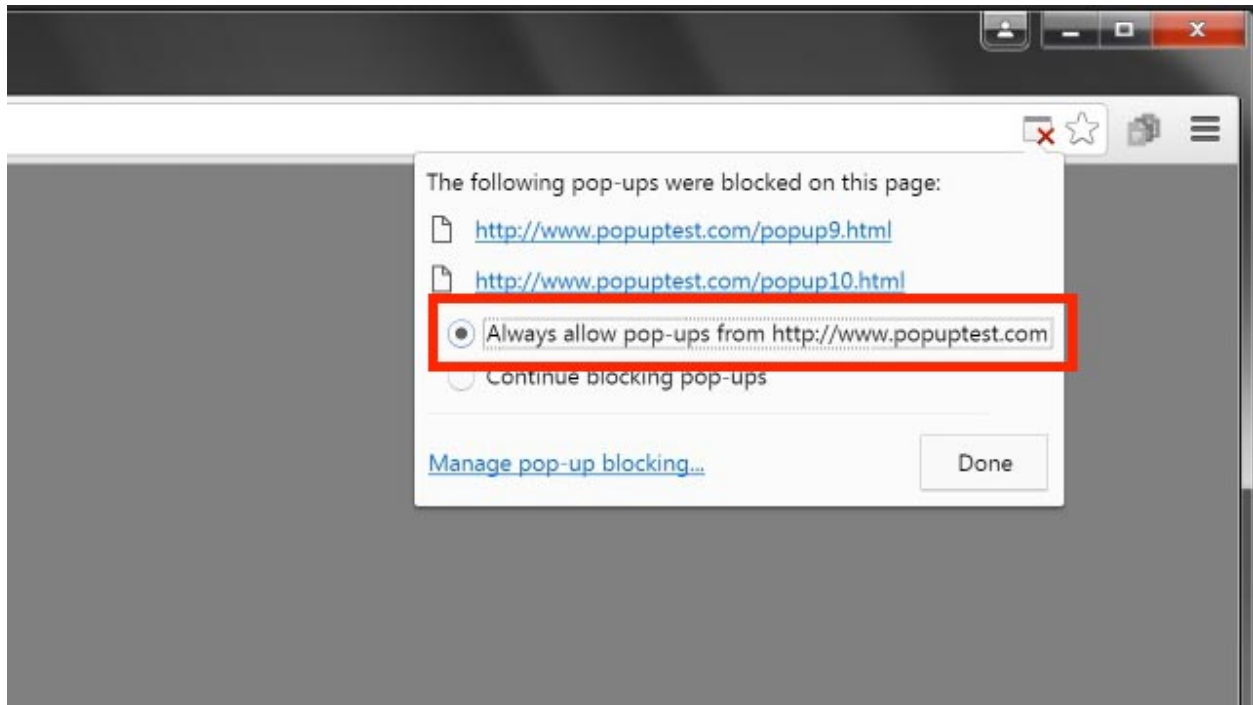 The following pop-ups were blocked on this page:
http://www.popuptest.com/popup9.html
http://www.popuptest.com/popup10.html
Always allow pop-ups from http://www.popuptest.com
Continue blocking pop-ups
Manage pop-up blocking...
Done